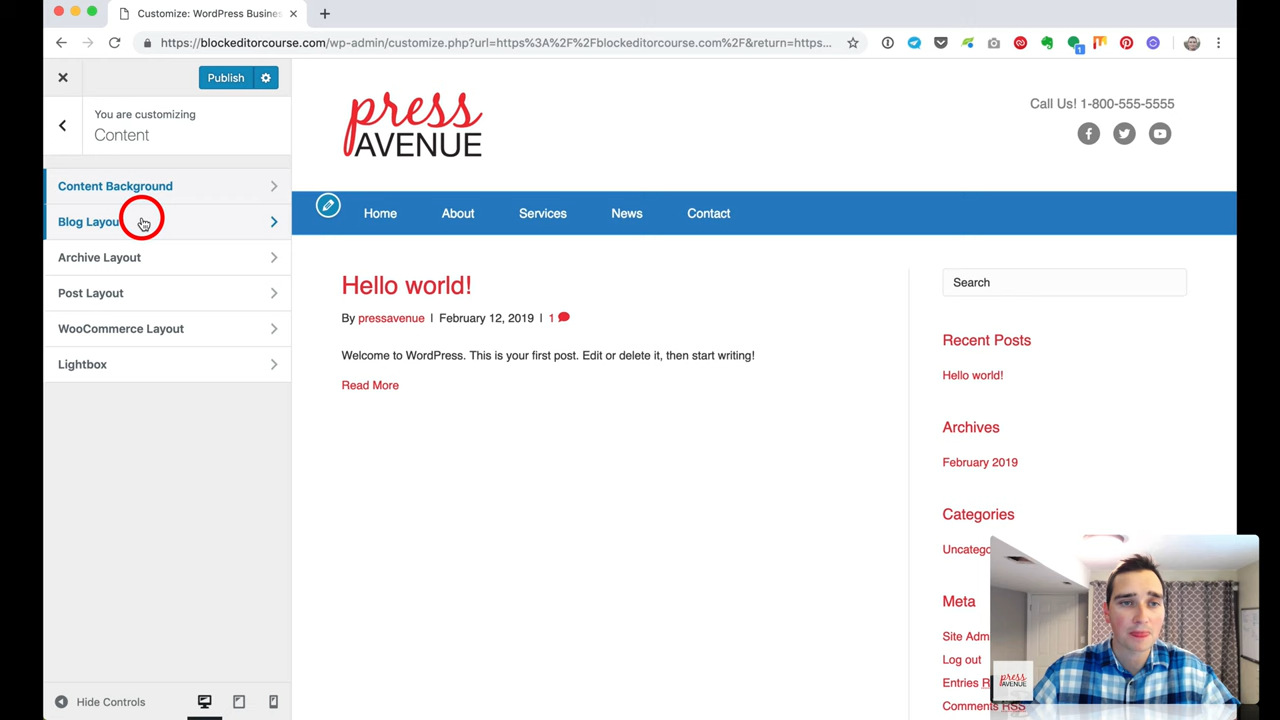 Customize: WordPress Busines
https://blockeditorcourse.com/wp-admin/customize.php?url=https%3A%2F%2Fblockeditorcourse.com%2F&return=https...
1
Publish
You are customizing
Content
Content Background
Blog Layou
Archive Layout
Post Layout
WooCommerce Layout
Lightbox
Hide Controls
press
AVENUE
Call Us! 1-800-555-5555
Home About Services News Contact
Hello world!
By pressavenue | February 12, 2019 | 1
Welcome to WordPress. This is your first post. Edit or delete it, then start writing!
Read More
Search
Recent Posts
Hello world!
Archives
February 2019
Categories
Uncatego
Meta
Site Adm
Log out
Entries R
Comments RSS
press
AVENUE